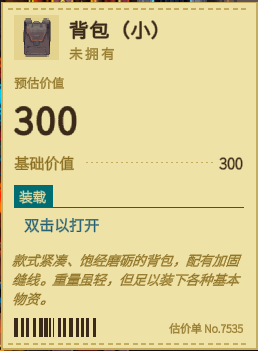 背包（小）
未拥有
预估价值
300
基础价值 300
装载
双击以打开
款式紧凑、饱经磨砺的背包，配有加固
缝线。重量虽轻，但足以装下各种基本
物资。
估价单 No.7535